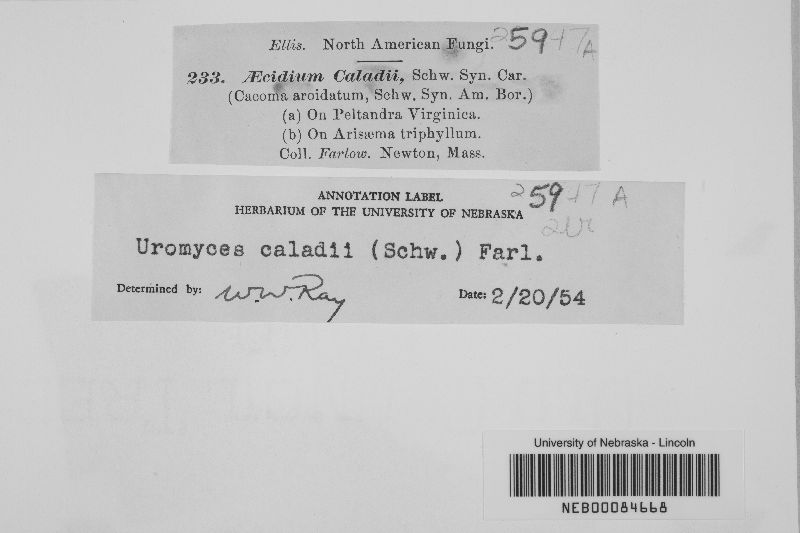 Ellis. North American Fungi. 25947A
233. Æcidium Caladii, Schw. Syn. Car.
(Cæoma aroidatum, Schw. Syn. Am. Bor.)
(a) On Peltandra Virginica.
(b) On Arisæma triphyllum.
Coll. Farlow. Newton, Mass.
ANNOTATION LABEL 25947 A
HERBARIUM OF THE UNIVERSITY OF NEBRASKA
Uromyces caladii (Schw.) Farl.
Determined by: W.W. Ray Date: 2/20/54
University of Nebraska - Lincoln
NEB00084668